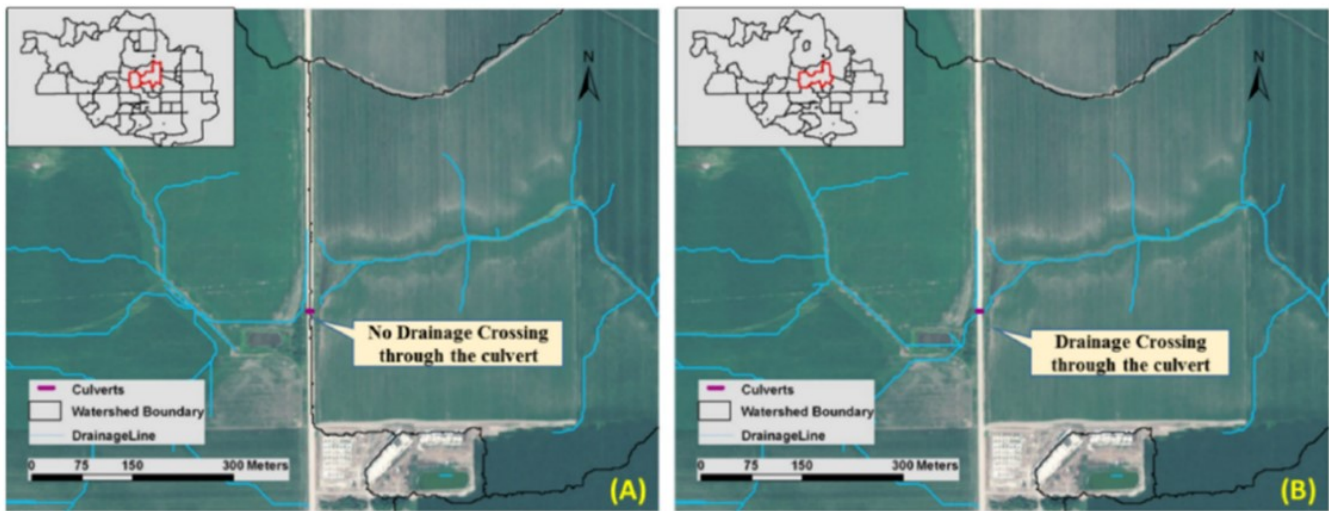 N
No Drainage Crossing
through the culvert
Culverts
Watershed Boundary
DrainageLine
0 75 150 300 Meters
(A)
N
Drainage Crossing
through the culvert
Culverts
Watershed Boundary
DrainageLine
0 75 150 300 Meters
(B)